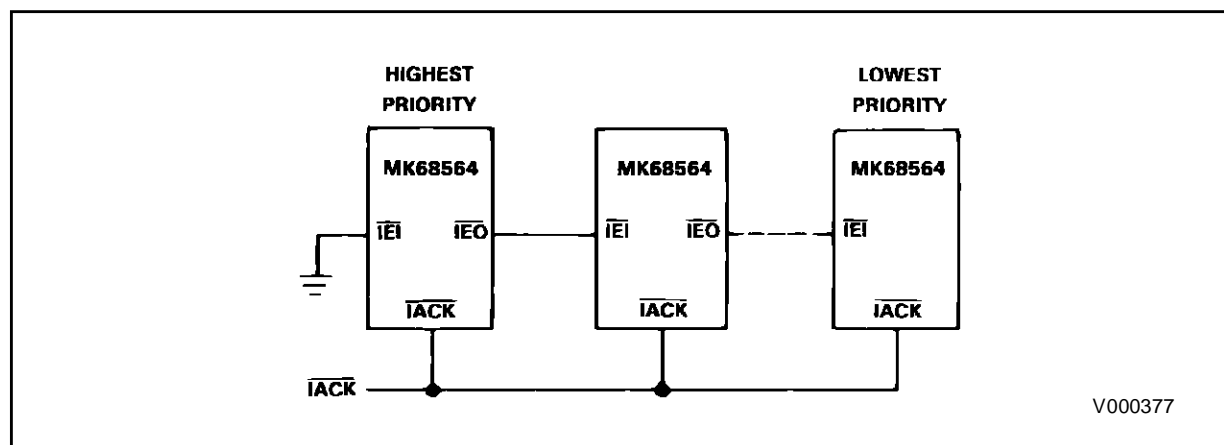 HIGHEST
PRIORITY
LOWEST
PRIORITY
MK68564
MK68564
MK68564
IEI
IEO
IEI
IEO
IEI
IACK
IACK
IACK
IACK
V000377